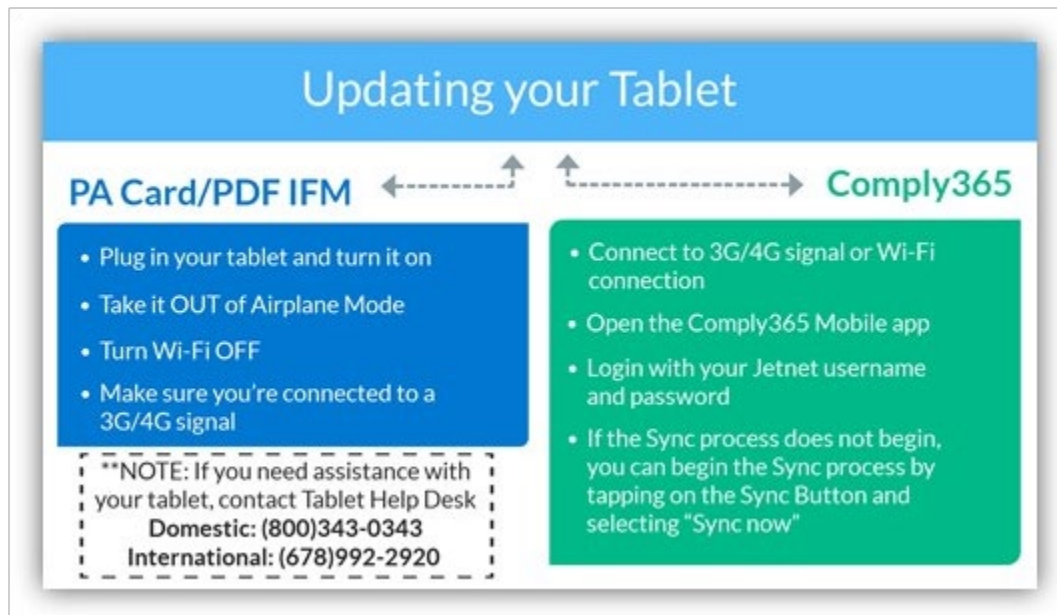 Updating your Tablet
PA Card/PDF IFM
• Plug in your tablet and turn it on
• Take it OUT of Airplane Mode
• Turn Wi-Fi OFF
• Make sure you're connected to a
3G/4G signal
**NOTE: If you need assistance with
your tablet, contact Tablet Help Desk
Domestic: (800)343-0343
International: (678)992-2920
Comply365
• Connect to 3G/4G signal or Wi-Fi
connection
• Open the Comply365 Mobile app
• Login with your Jetnet username
and password
• If the Sync process does not begin,
you can begin the Sync process by
tapping on the Sync Button and
selecting “Sync now”